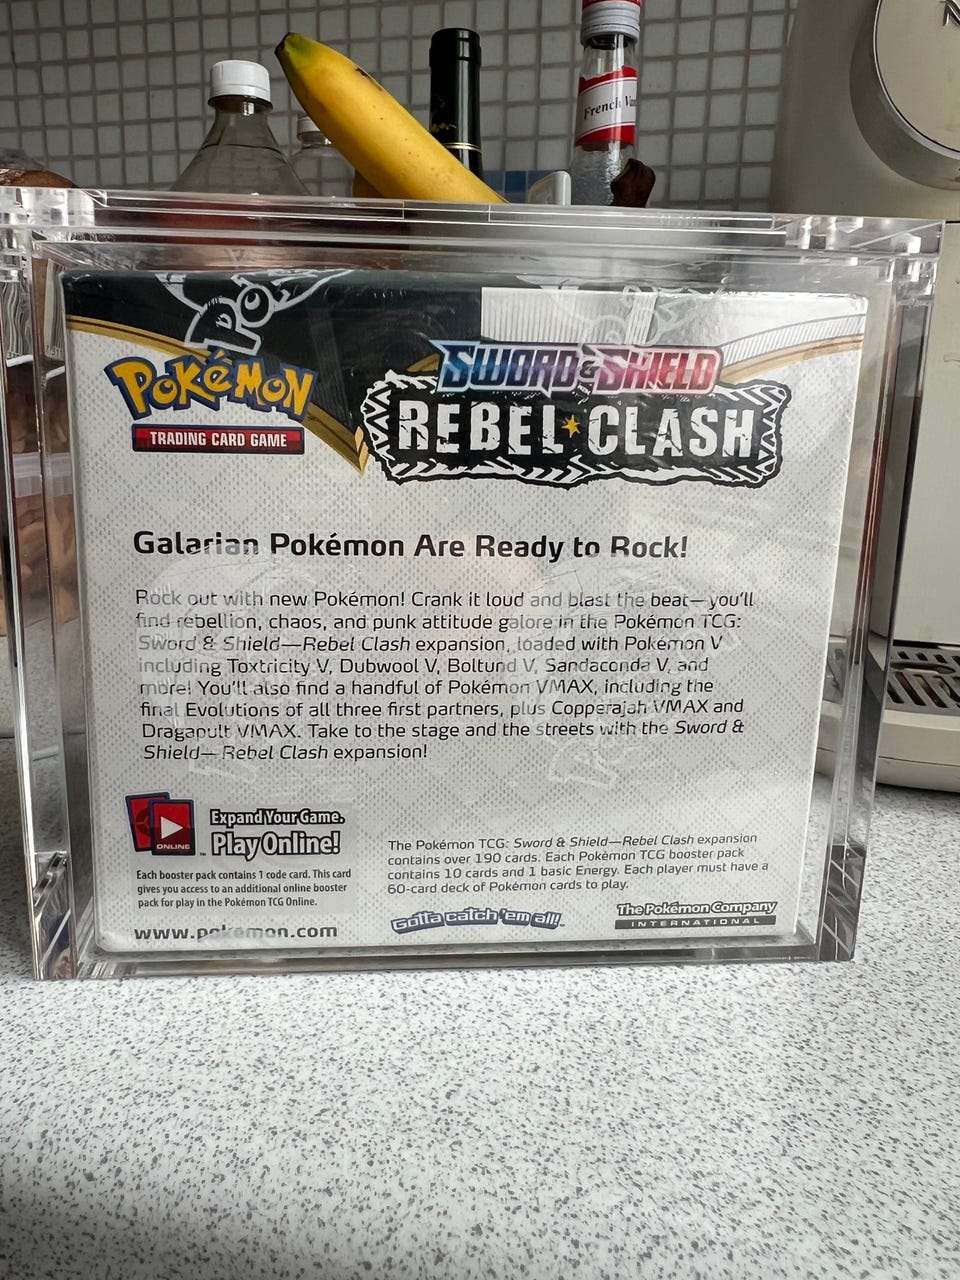 French
POKéMON
TRADING CARD GAME
SWORD & SHIELD
REBEL CLASH
Galarian Pokémon Are Ready to Rock!
Rock out with new Pokémon! Crank it loud and blast the beat—you'll
find rebellion, chaos, and punk attitude galore in the Pokémon TCG:
Sword & Shield—Rebel Clash expansion, loaded with Pokémon V
including Toxtricity V, Dubwool V, Boltund V, Sandaconda V, and
more! You'll also find a handful of Pokémon VMAX, including the
final Evolutions of all three first partners, plus Copperajah VMAX and
Dragapult VMAX. Take to the stage and the streets with the Sword &
Shield—Rebel Clash expansion!
ONLINE
Expand Your Game.
Play Online!
Each booster pack contains 1 code card. This card
gives you access to an additional online booster
pack for play in the Pokémon TCG Online.
www.pokemon.com
The Pokémon TCG: Sword & Shield—Rebel Clash expansion
contains over 190 cards. Each Pokémon TCG booster pack
contains 10 cards and 1 basic Energy. Each player must have a
60-card deck of Pokémon cards to play.
Gotta catch 'em all!™
The Pokémon Company
INTERNATIONAL